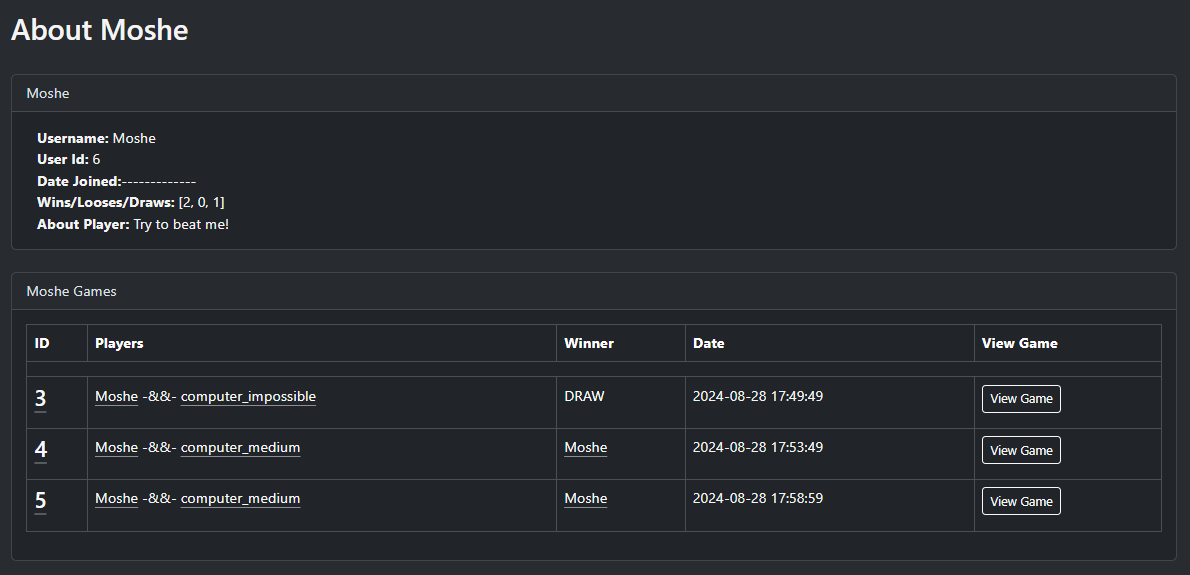 About Moshe
Moshe
Username: Moshe
User Id: 6
Date Joined:-------------
Wins/Looses/Draws: [2, 0, 1]
About Player: Try to beat me!
Moshe Games
ID Players Winner Date View Game
3 Moshe -&&- computer_impossible DRAW 2024-08-28 17:49:49 View Game
4 Moshe -&&- computer_medium Moshe 2024-08-28 17:53:49 View Game
5 Moshe -&&- computer_medium Moshe 2024-08-28 17:58:59 View Game